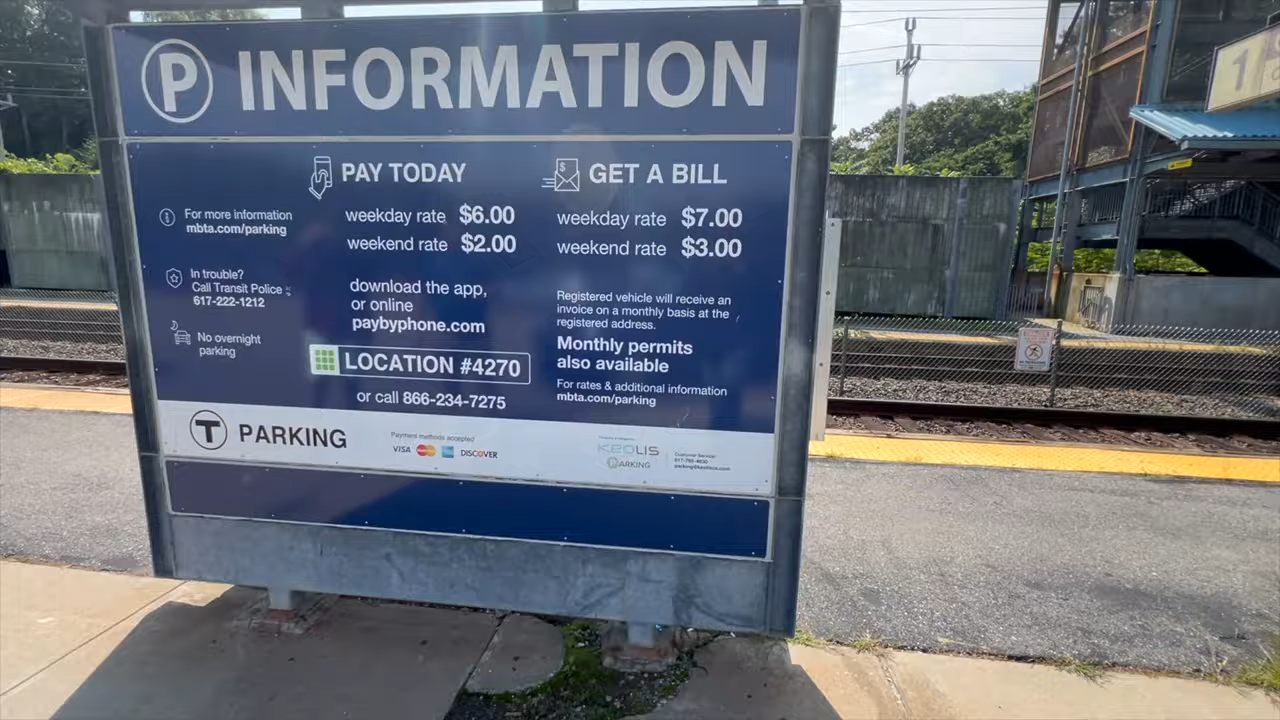 P INFORMATION
For more information
mbta.com/parking
In trouble?
Call Transit Police
617-222-1212
No overnight
parking
PAY TODAY
weekday rate $6.00
weekend rate $2.00
download the app,
or online
paybyphone.com
LOCATION #4270
or call 866-234-7275
$ GET A BILL
weekday rate $7.00
weekend rate $3.00
Registered vehicle will receive an
invoice on a monthly basis at the
registered address.
Monthly permits
also available
For rates & additional information
mbta.com/parking
T PARKING
Payment methods accepted
VISA DISCOVER
KEOLIS
PARKING
Customer Service:
1